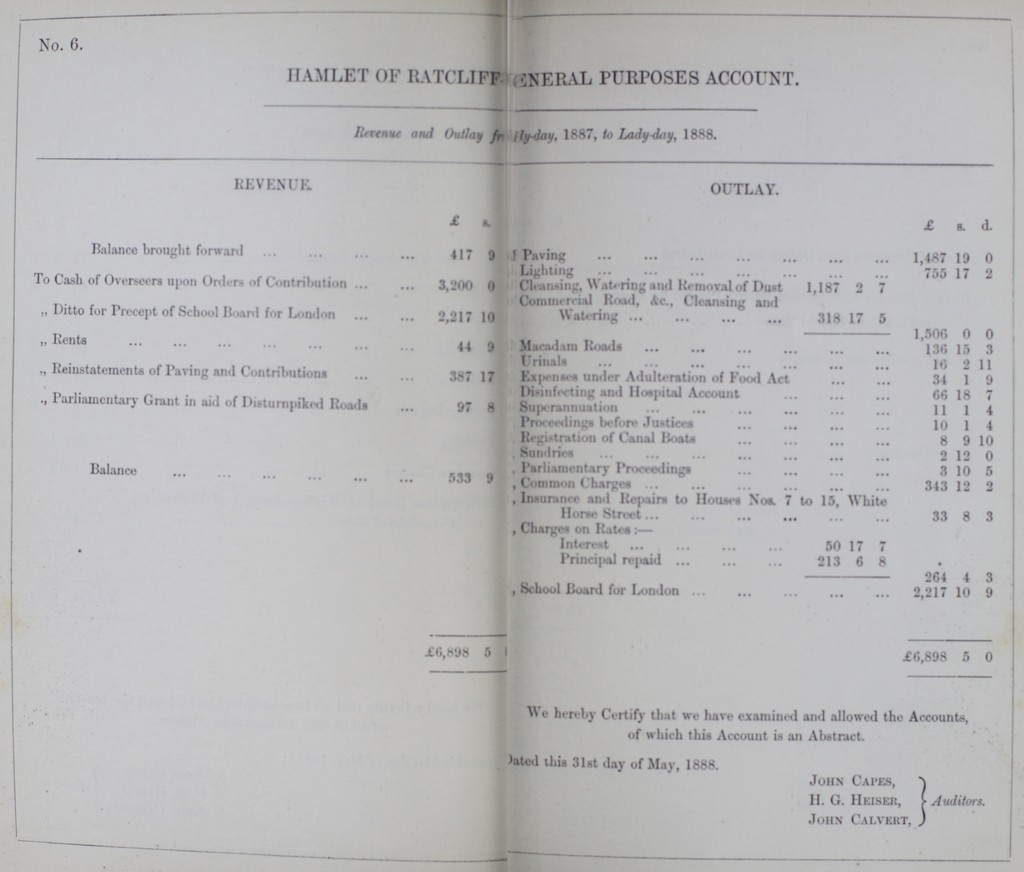 No. 6.
HAMLET OF RATCLIFF ENERAL PURPOSES ACCOUNT.
Revenue and Outlay ly-day, 1887, to Lady-day, 1888.
REVENUE.
£ s.
Balance brought forward ... ... ... ... 417 9
To Cash of Overseers upon Orders of Contribution ... ... 3,200 0
„ Ditto for Precept of School Board for London ... ... 2,217 10
„ Rents ... ... ... ... ... ... ... 44 9
„ Reinstatements of Paving and Contributions ... ... 387 17
„ Parliamentary Grant in aid of Disturnpiked Roads ... 97 8
Balance ... ... ... ... ... ... 533 9
£6,898 5
OUTLAY.
£ s. d.
Paving ... ... ... ... ... ... ... 1,487 19 0
Lighting ... ... ... ... ... ... ... 755 17 2
Cleansing, Watering and Removal of Dust 1,187 2 7
Commercial Road, &c., Cleansing and
Watering ... ... ... ... 318 17 5
1,506 0 0
Macadam Roads ... ... ... ... ... ... 136 15 3
Urinals ... ... ... ... ... ... ... 16 2 11
Expenses under Adulteration of Food Act ... ... 34 1 9
Disinfecting and Hospital Account ... ... ... ... 66 18 7
Superannuation ... ... ... ... ... ... 11 1 4
Proceedings before Justices ... ... ... ... 10 1 4
Registration of Canal Boats ... ... ... ... 8 9 10
Sundries ... ... ... ... ... ... ... 2 12 0
, Parliamentary Proceedings ... ... ... ... 3 10 5
, Common Charges ... ... ... ... ... ... 343 12 2
, Insurance and Repairs to Houses Nos. 7 to 15, White
Horse Street ... ... ... ... ... ... 33 8 3
, Charges on Rates :—
Interest ... ... ... ... 50 17 7
Principal repaid ... ... ... 213 6 8
264 4 3
, School Board for London ... ... ... ... ... 2,217 10 9
£6,898 5 0
We hereby Certify that we have examined and allowed the Accounts,
of which this Account is an Abstract.
Dated this 31st day of May, 1888.
JOHN CAPES,
H. G. HEISER, } Auditors.
JOHN CALVERT,